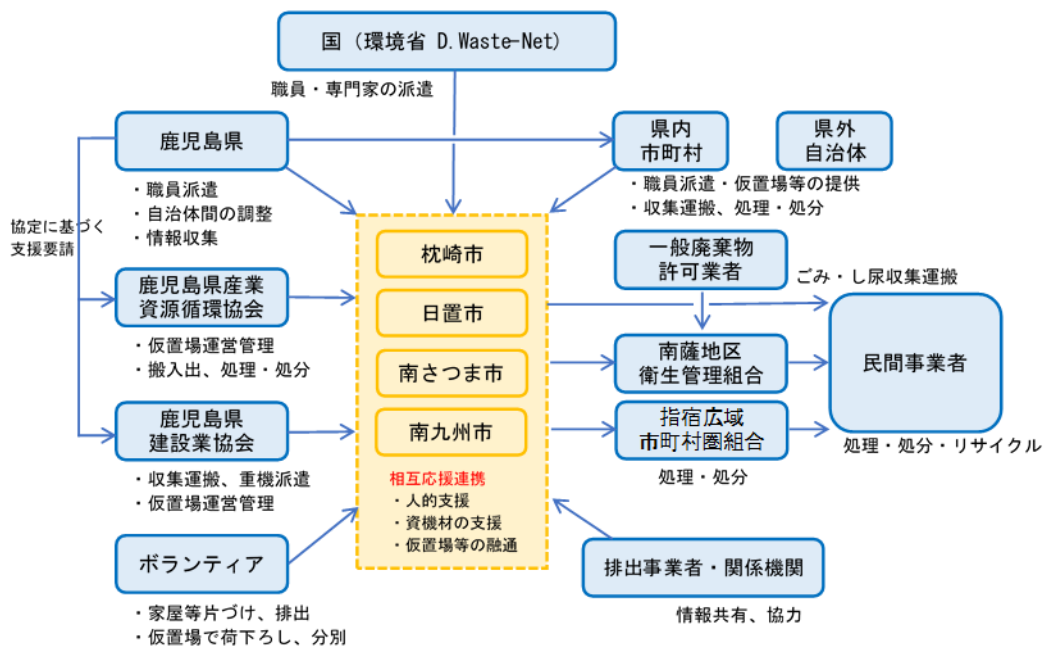 国（環境省 D.Waste-Net）
職員・専門家の派遣
鹿児島県
・職員派遣
・自治体間の調整
・情報収集
協定に基づく
支援要請
県内
市町村
県外
自治体
・職員派遣・仮置場等の提供
・収集運搬、処理・処分
鹿児島県産業
資源循環協会
・仮置場運営管理
・搬入出、処理・処分
鹿児島県
建設業協会
・収集運搬、重機派遣
・仮置場運営管理
ボランティア
・家屋等片づけ、排出
・仮置場で荷下ろし、分別
枕崎市
日置市
南さつま市
南九州市
相互応援連携
・人的支援
・資機材の支援
・仮置場等の融通
一般廃棄物
許可業者
ごみ・し尿収集運搬
南薩地区
衛生管理組合
指宿広域
市町村圏組合
処理・処分
民間事業者
処理・処分・リサイクル
排出事業者・関係機関
情報共有、協力